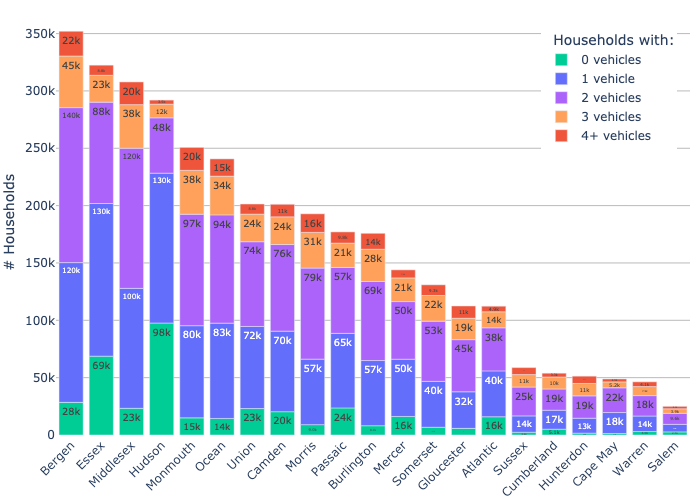 Households with:
0 vehicles
1 vehicle
2 vehicles
3 vehicles
4+ vehicles
# Households
350k
300k
250k
200k
150k
100k
50k
0
22k
45k
140k
120k
28k
23k
88k
130k
69k
20k
38k
120k
100k
23k
12k
48k
130k
98k
20k
38k
97k
80k
15k
15k
34k
94k
83k
14k
24k
74k
72k
23k
11k
24k
76k
70k
20k
16k
31k
79k
57k
21k
57k
65k
24k
14k
28k
69k
57k
21k
50k
50k
16k
22k
53k
40k
11k
19k
45k
32k
14k
38k
40k
16k
11k
25k
14k
10k
19k
17k
11k
19k
13k
5.2k
22k
18k
18k
14k
Bergen
Essex
Middlesex
Hudson
Monmouth
Ocean
Union
Camden
Morris
Passaic
Burlington
Mercer
Somerset
Gloucester
Atlantic
Sussex
Cumberland
Hunterdon
Cape May
Warren
Salem